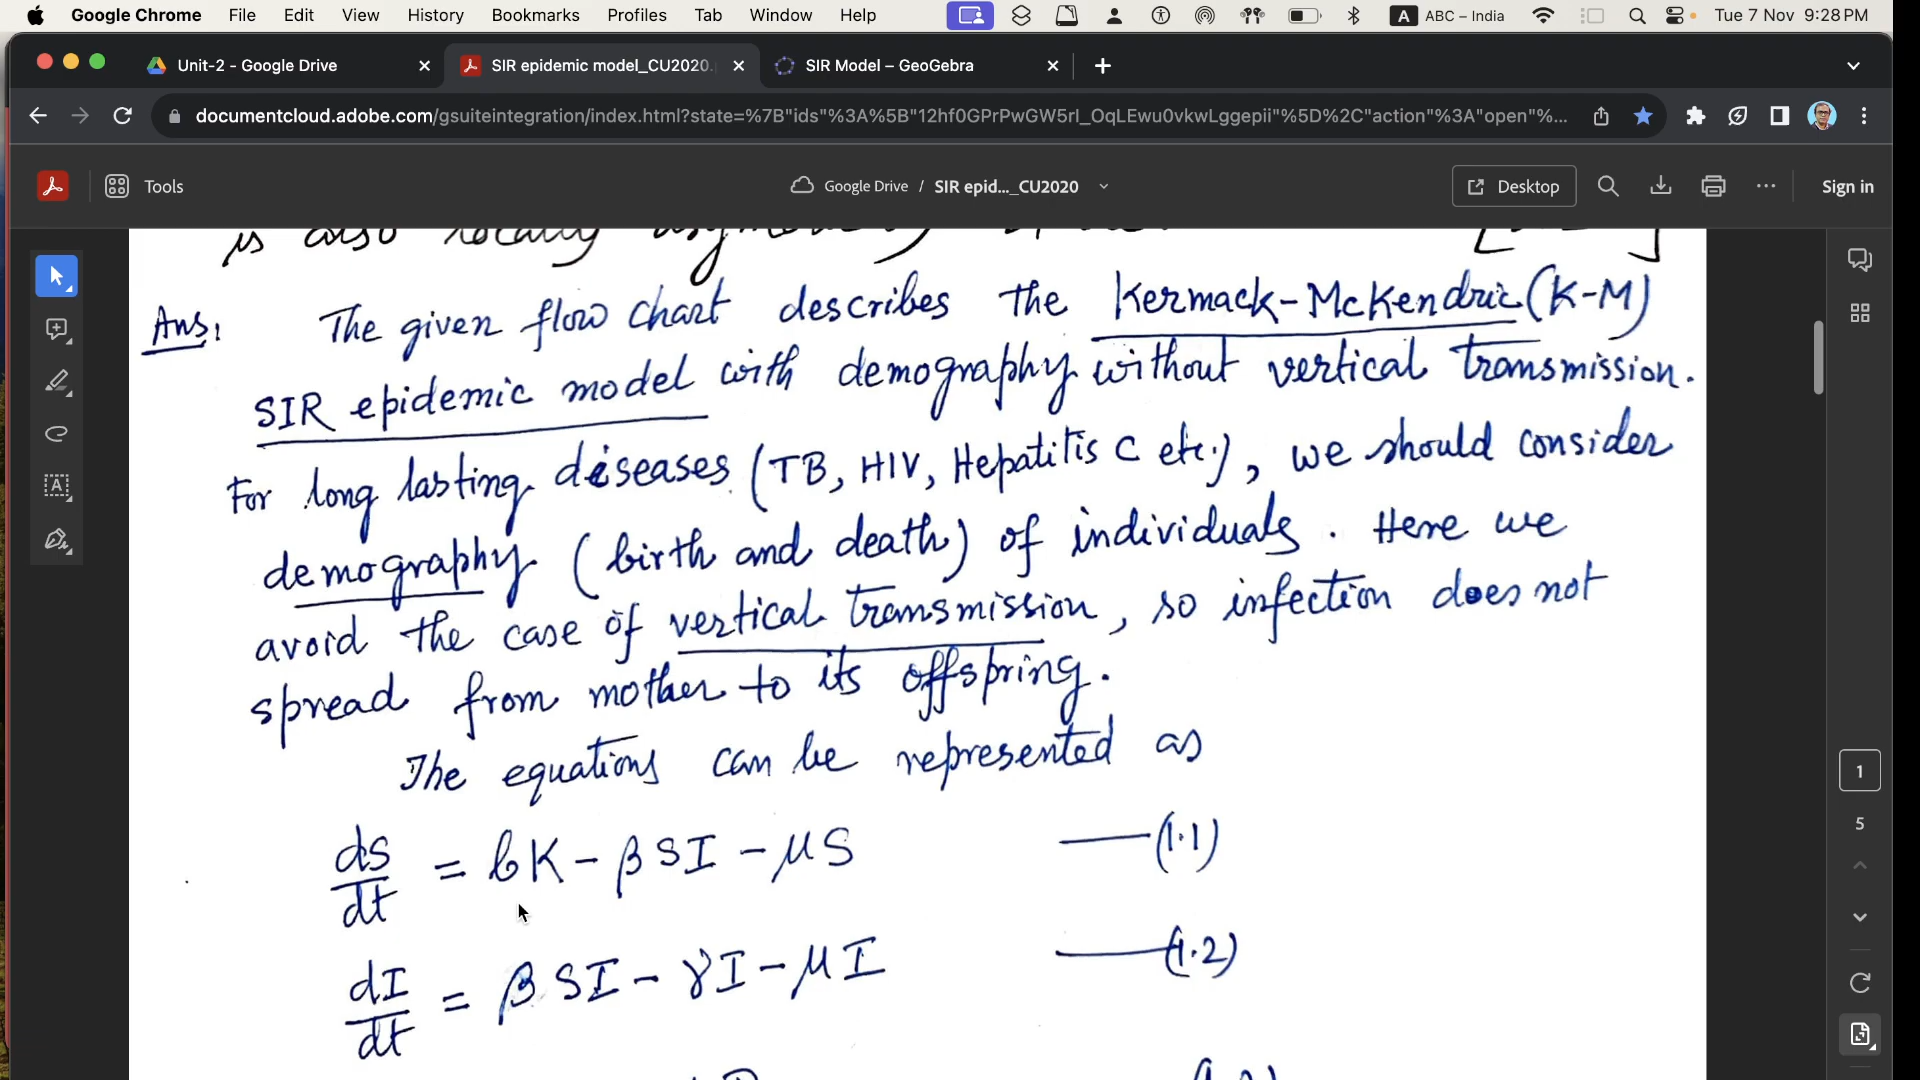 Google Chrome File Edit View History Bookmarks Profiles Tab Window Help A ABC – India Tue 7 Nov 9:28 PM
Unit-2 - Google Drive SIR epidemic model_CU2020. SIR Model – GeoGebra
documentcloud.adobe.com/gsuiteintegration/index.html?state=%7B"ids"%3A%5B"12hf0GPrPwGW5rl_OqLEwu0vkwLggepii"%5D%2C"action"%3A"open"%...
Tools Google Drive / SIR epid..._CU2020 Desktop Sign in
is also locally
Ans: The given flow chart describes the Kermack-McKendric (K-M)
SIR epidemic model with demography without vertical transmission.
For long lasting diseases (TB, HIV, Hepatitis C etc.), we should consider
demography (birth and death) of individuals. Here we
avoid the case of vertical transmission, so infection does not
spread from mother to its offspring.
The equations can be represented as
dS/dt = bK - βSI - μS —(1.1)
dI/dt = βSI - γI - μI —(1.2)
1
5